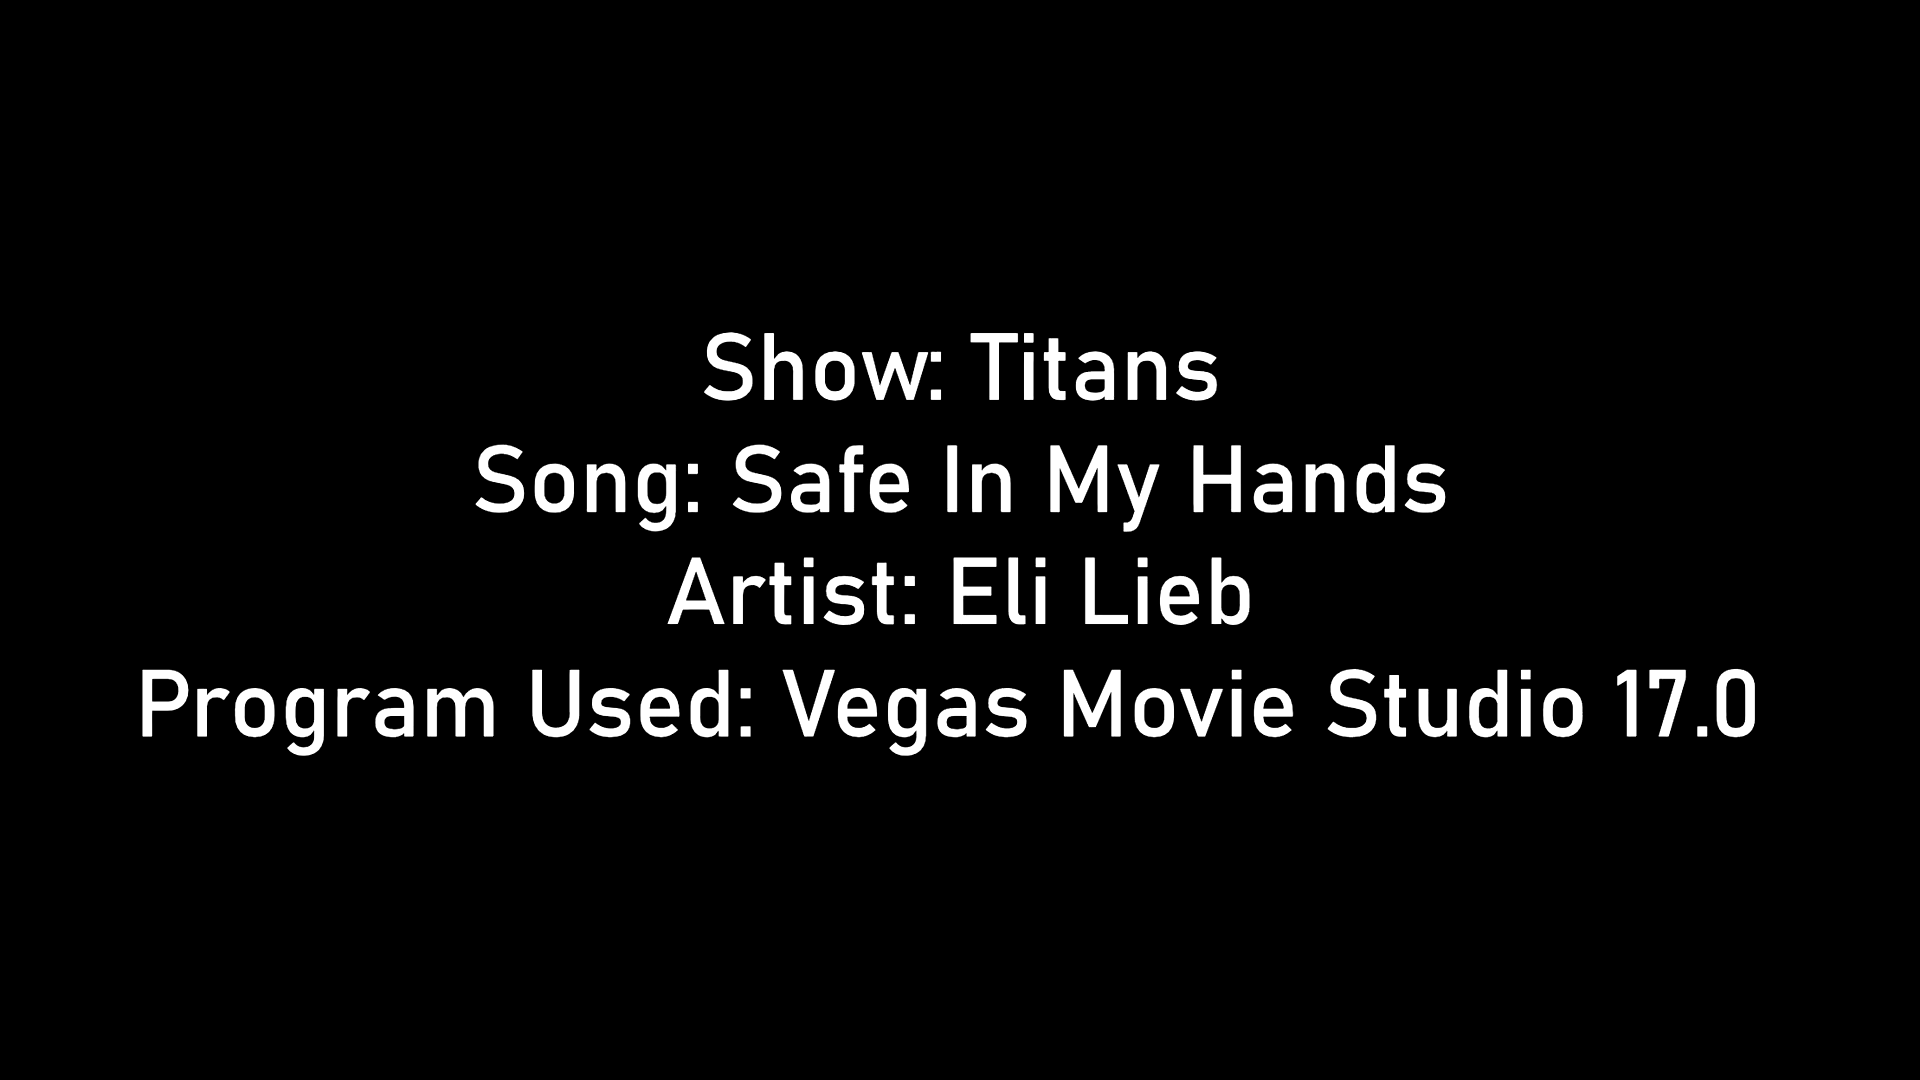 Show: Titans
Song: Safe In My Hands
Artist: Eli Lieb
Program Used: Vegas Movie Studio 17.0